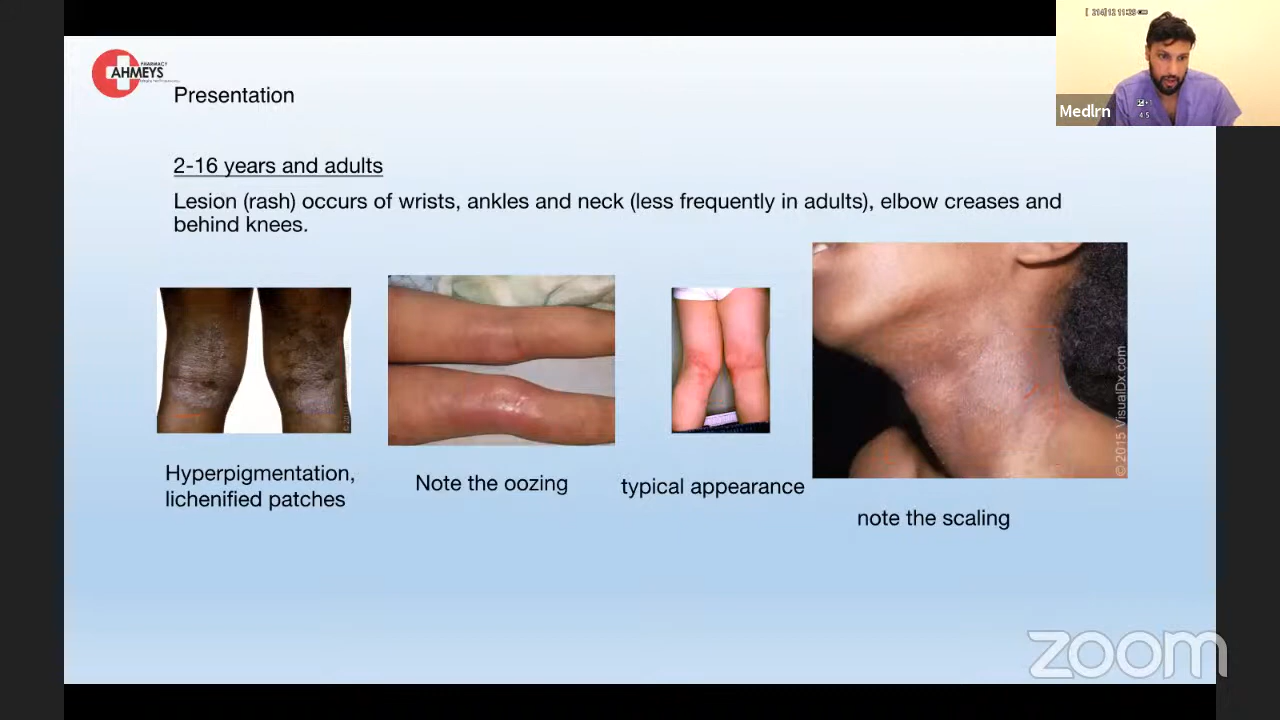 PHARMACY
AHMEYS
Presentation
Medlrn
2-16 years and adults
Lesion (rash) occurs of wrists, ankles and neck (less frequently in adults), elbow creases and
behind knees.
© 2015 VisualDx.com
Hyperpigmentation,
lichenified patches
Note the oozing
typical appearance
note the scaling
zoom